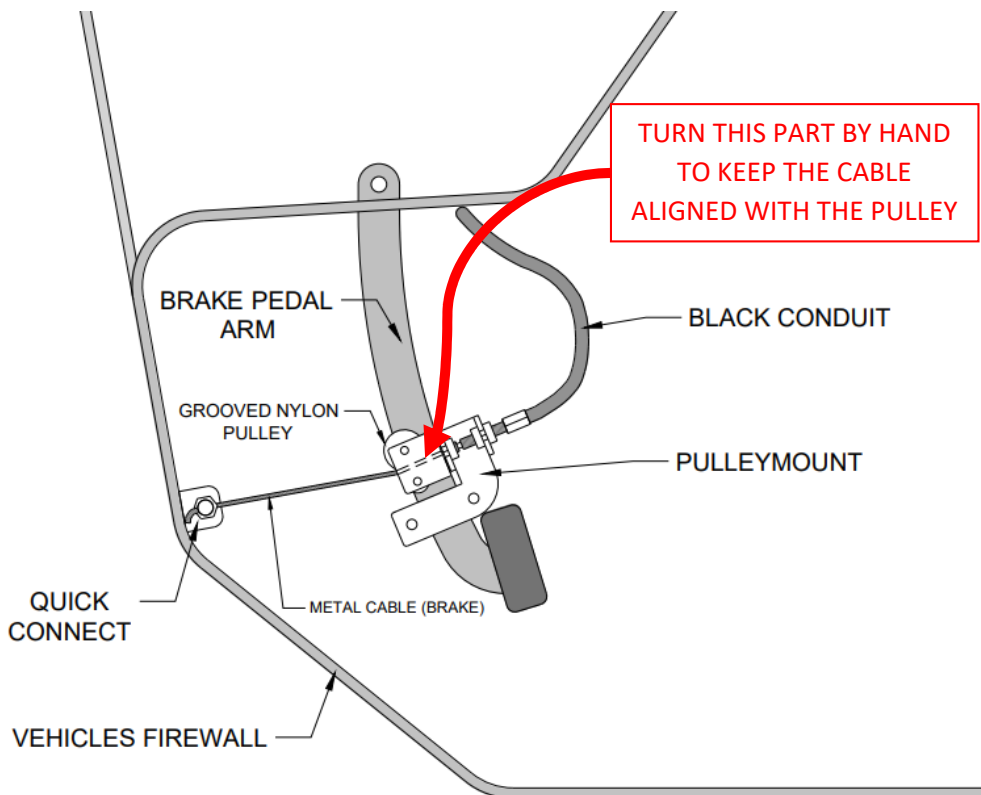 TURN THIS PART BY HAND
TO KEEP THE CABLE
ALIGNED WITH THE PULLEY
BRAKE PEDAL
ARM
BLACK CONDUIT
GROOVED NYLON
PULLEY
PULLEYMOUNT
QUICK
CONNECT
METAL CABLE (BRAKE)
VEHICLES FIREWALL